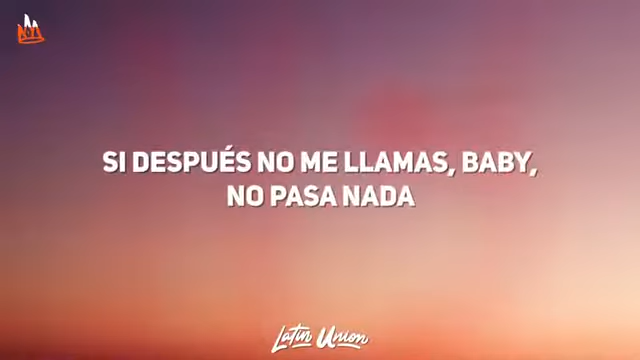 SI DESPUÉS NO ME LLAMAS, BABY,
NO PASA NADA
Latin Union